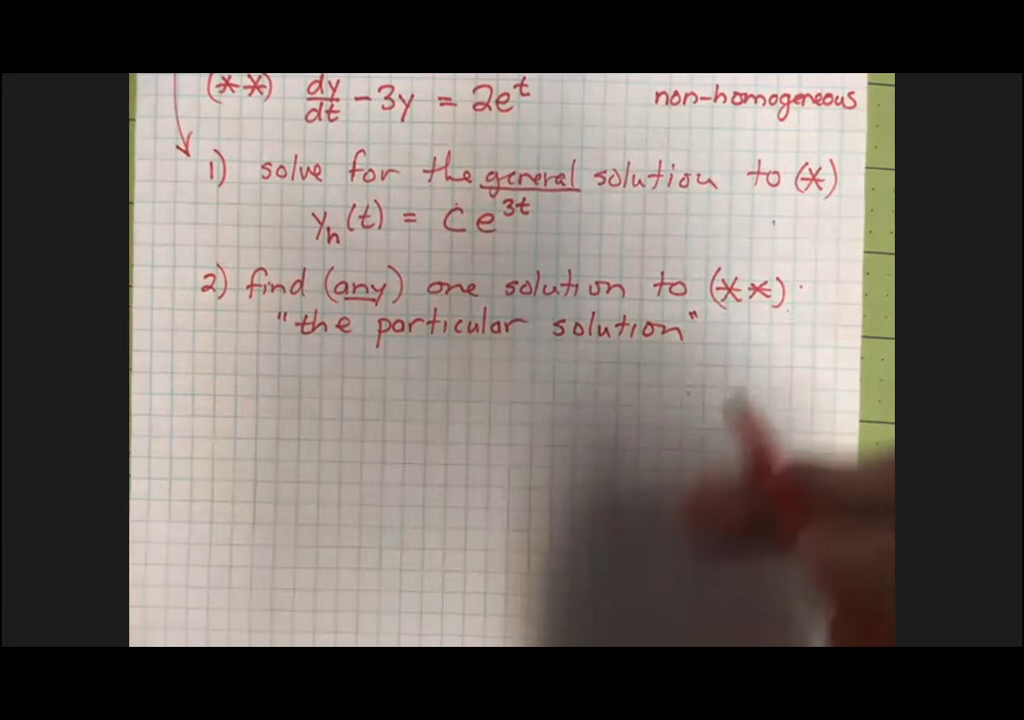 (**) dy/dt - 3y = 2e^t non-homogeneous
1) solve for the general solution to (*)
y_h(t) = Ce^3t
2) find (any) one solution to (**).
"the particular solution"